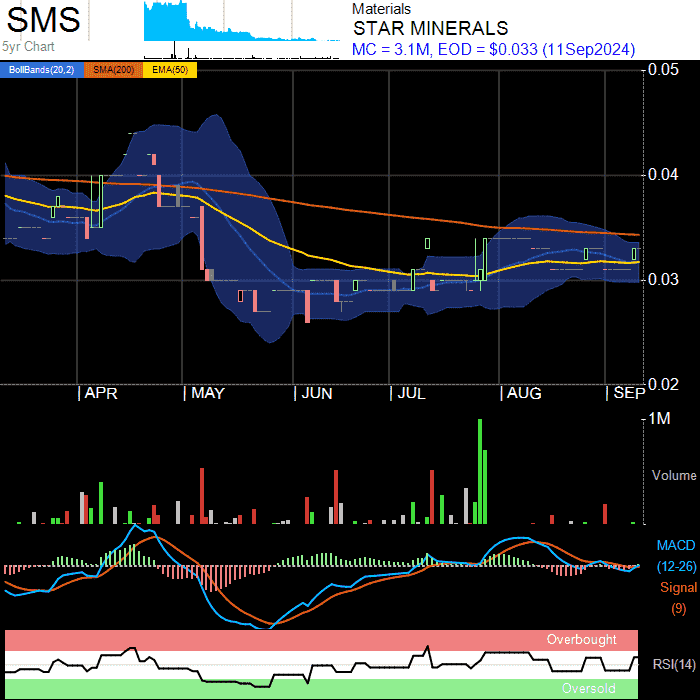 SMS
5yr Chart
Materials
STAR MINERALS
MC = 3.1M, EOD = $0.033 (11Sep2024)
BollBands(20,2) SMA(200) EMA(50)
0.05
0.04
0.03
0.02
APR MAY JUN JUL AUG SEP
1M
Volume
MACD
(12-26)
Signal
(9)
Overbought
RSI(14)
Oversold